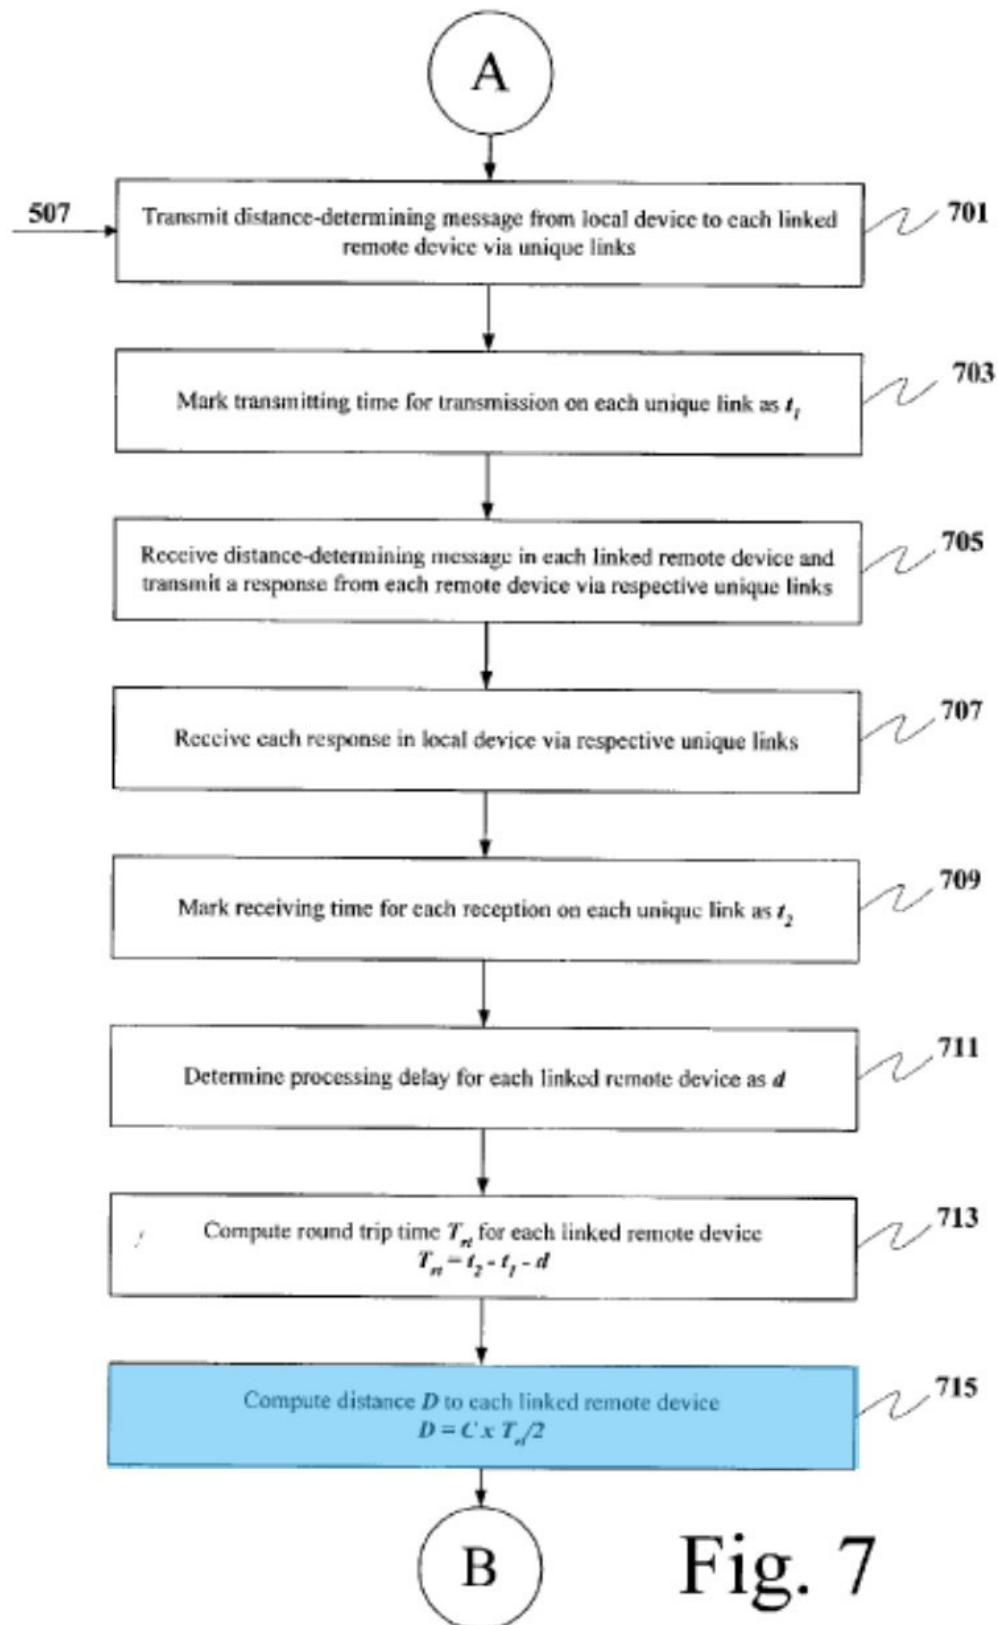 A
507
Transmit distance-determining message from local device to each linked
remote device via unique links
701
Mark transmitting time for transmission on each unique link as t₁
703
Receive distance-determining message in each linked remote device and
transmit a response from each remote device via respective unique links
705
Receive each response in local device via respective unique links
707
Mark receiving time for each reception on each unique link as t₂
709
Determine processing delay for each linked remote device as d
711
Compute round trip time Tᵣₜ for each linked remote device
Tᵣₜ = t₂ - t₁ - d
713
Compute distance D to each linked remote device
D = C x Tᵣₜ/2
715
B
Fig. 7